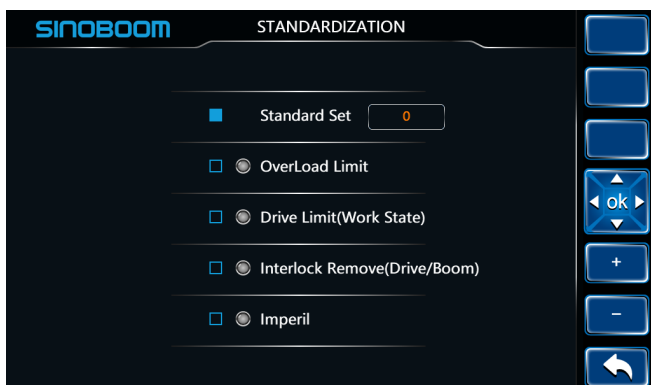 SINOBOOM
STANDARDIZATION
Standard Set 0
OverLoad Limit
Drive Limit(Work State)
ok
Interlock Remove(Drive/Boom)
+
Imperil
-